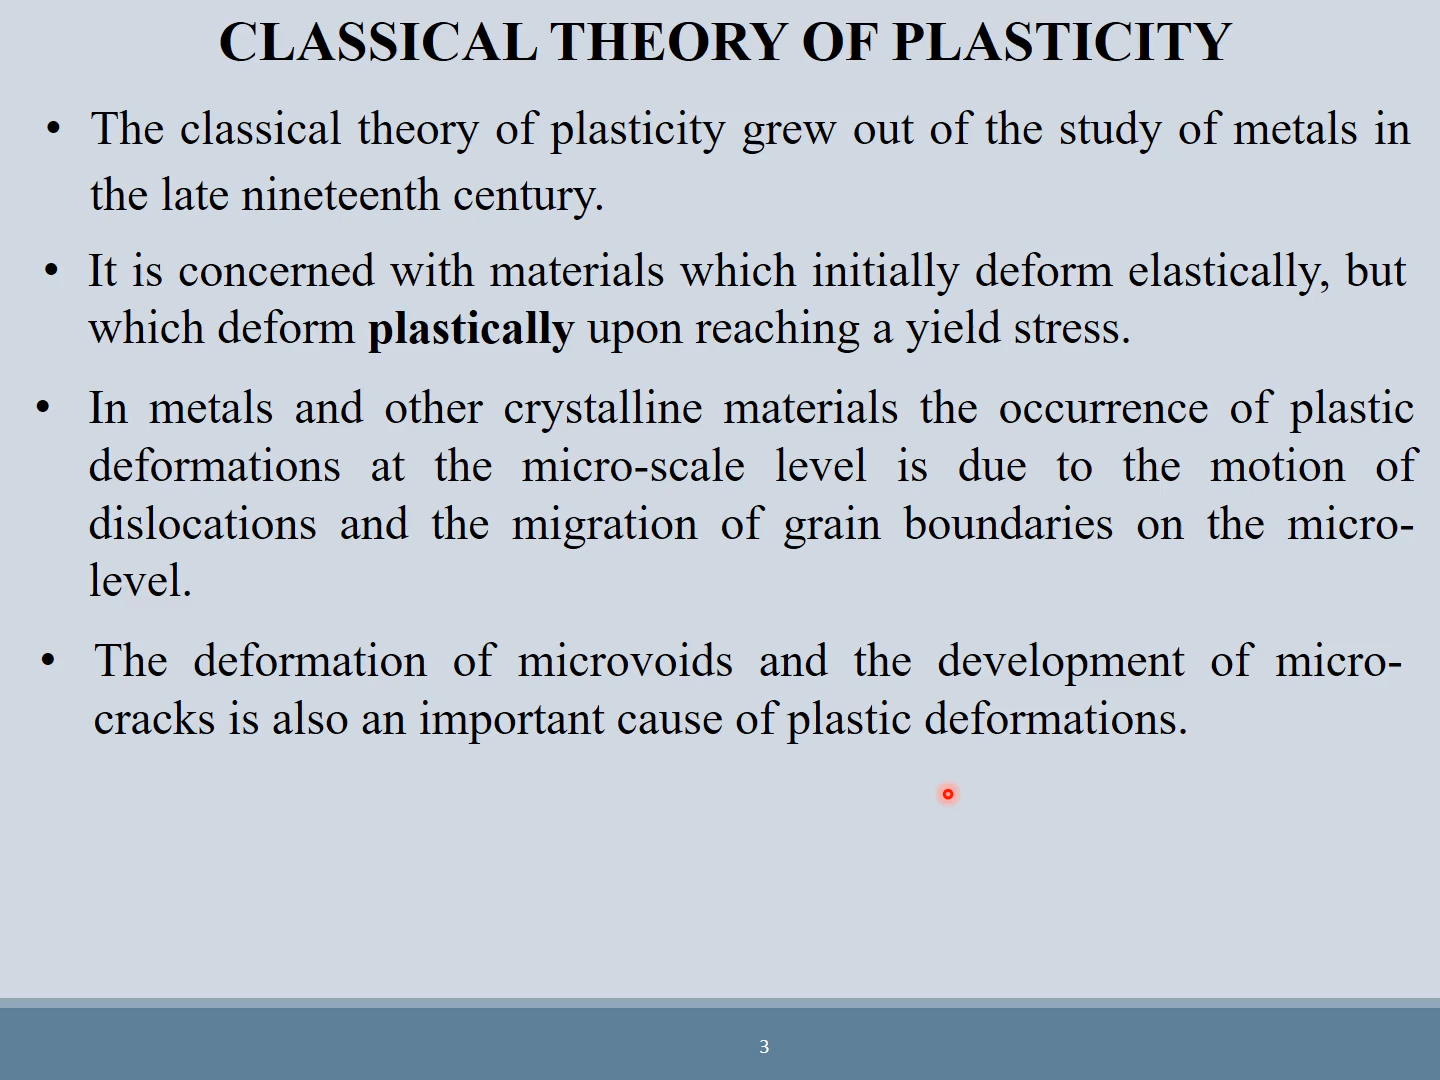 CLASSICAL THEORY OF PLASTICITY
• The classical theory of plasticity grew out of the study of metals in
the late nineteenth century.
• It is concerned with materials which initially deform elastically, but
which deform plastically upon reaching a yield stress.
• In metals and other crystalline materials the occurrence of plastic
deformations at the micro-scale level is due to the motion of
dislocations and the migration of grain boundaries on the micro-
level.
• The deformation of microvoids and the development of micro-
cracks is also an important cause of plastic deformations.
3